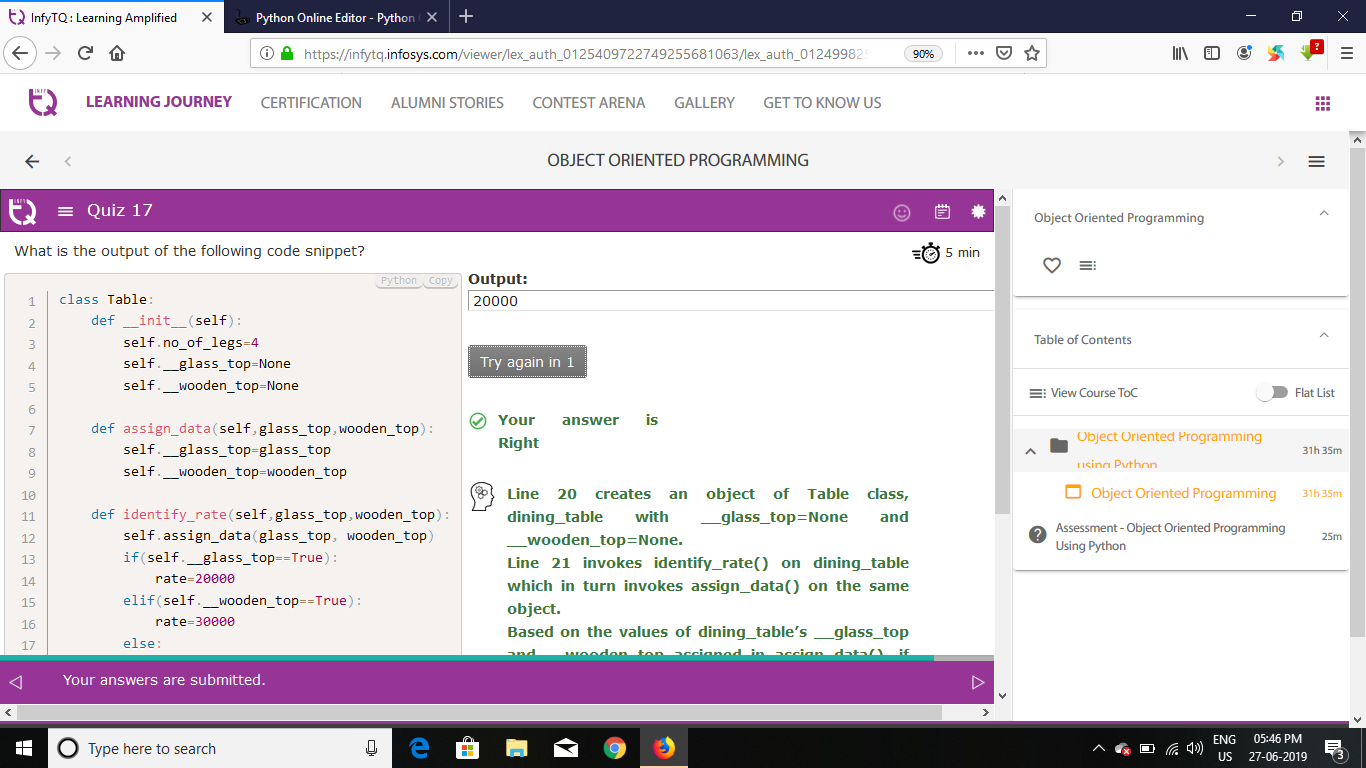 InfyTQ : Learning Amplified
Python Online Editor - Python
https://infytq.infosys.com/viewer/lex_auth_0125409722749255681063/lex_auth_01249982
90%
?
INFY
TQ
LEARNING JOURNEY
CERTIFICATION
ALUMNI STORIES
CONTEST ARENA
GALLERY
GET TO KNOW US
OBJECT ORIENTED PROGRAMMING
Quiz 17
What is the output of the following code snippet?
5 min
Python
Copy
1 class Table:
2     def __init__(self):
3         self.no_of_legs=4
4         self.__glass_top=None
5         self.__wooden_top=None
6
7     def assign_data(self,glass_top,wooden_top):
8         self.__glass_top=glass_top
9         self.__wooden_top=wooden_top
10
11     def identify_rate(self,glass_top,wooden_top):
12         self.assign_data(glass_top, wooden_top)
13         if(self.__glass_top==True):
14             rate=20000
15         elif(self.__wooden_top==True):
16             rate=30000
17         else:
Output:
20000
Try again in 1
Your answer is
Right
Line 20 creates an object of Table class,
dining_table with __glass_top=None and
__wooden_top=None.
Line 21 invokes identify_rate() on dining_table
which in turn invokes assign_data() on the same
object.
Based on the values of dining_table’s __glass_top
and __wooden_top assigned in assign_data(), if
Your answers are submitted.
Object Oriented Programming
Table of Contents
View Course ToC
Flat List
Object Oriented Programming
using Python
31h 35m
Object Oriented Programming
31h 35m
Assessment - Object Oriented Programming
Using Python
25m
Type here to search
ENG
US
05:46 PM
27-06-2019
3